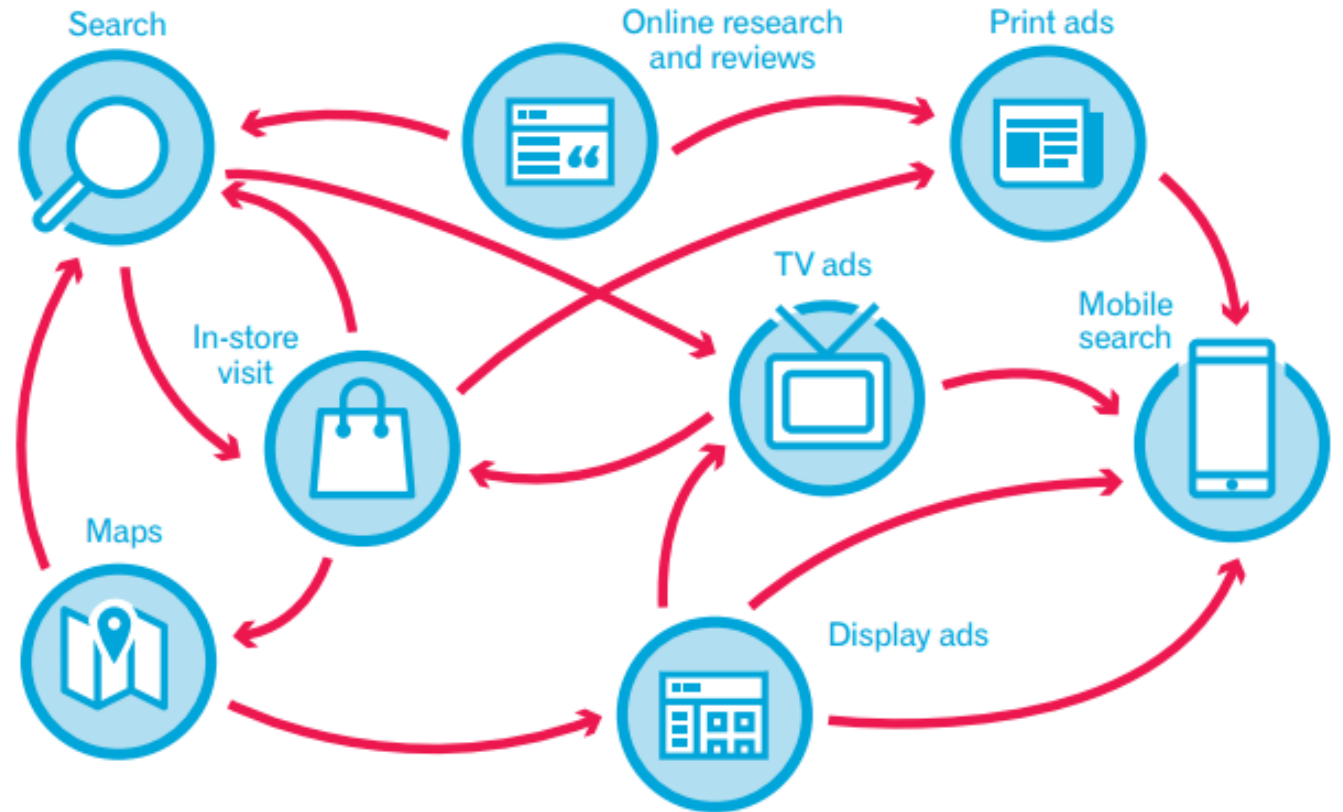 Search
Online research
and reviews
Print ads
TV ads
Mobile
search
In-store
visit
Maps
Display ads